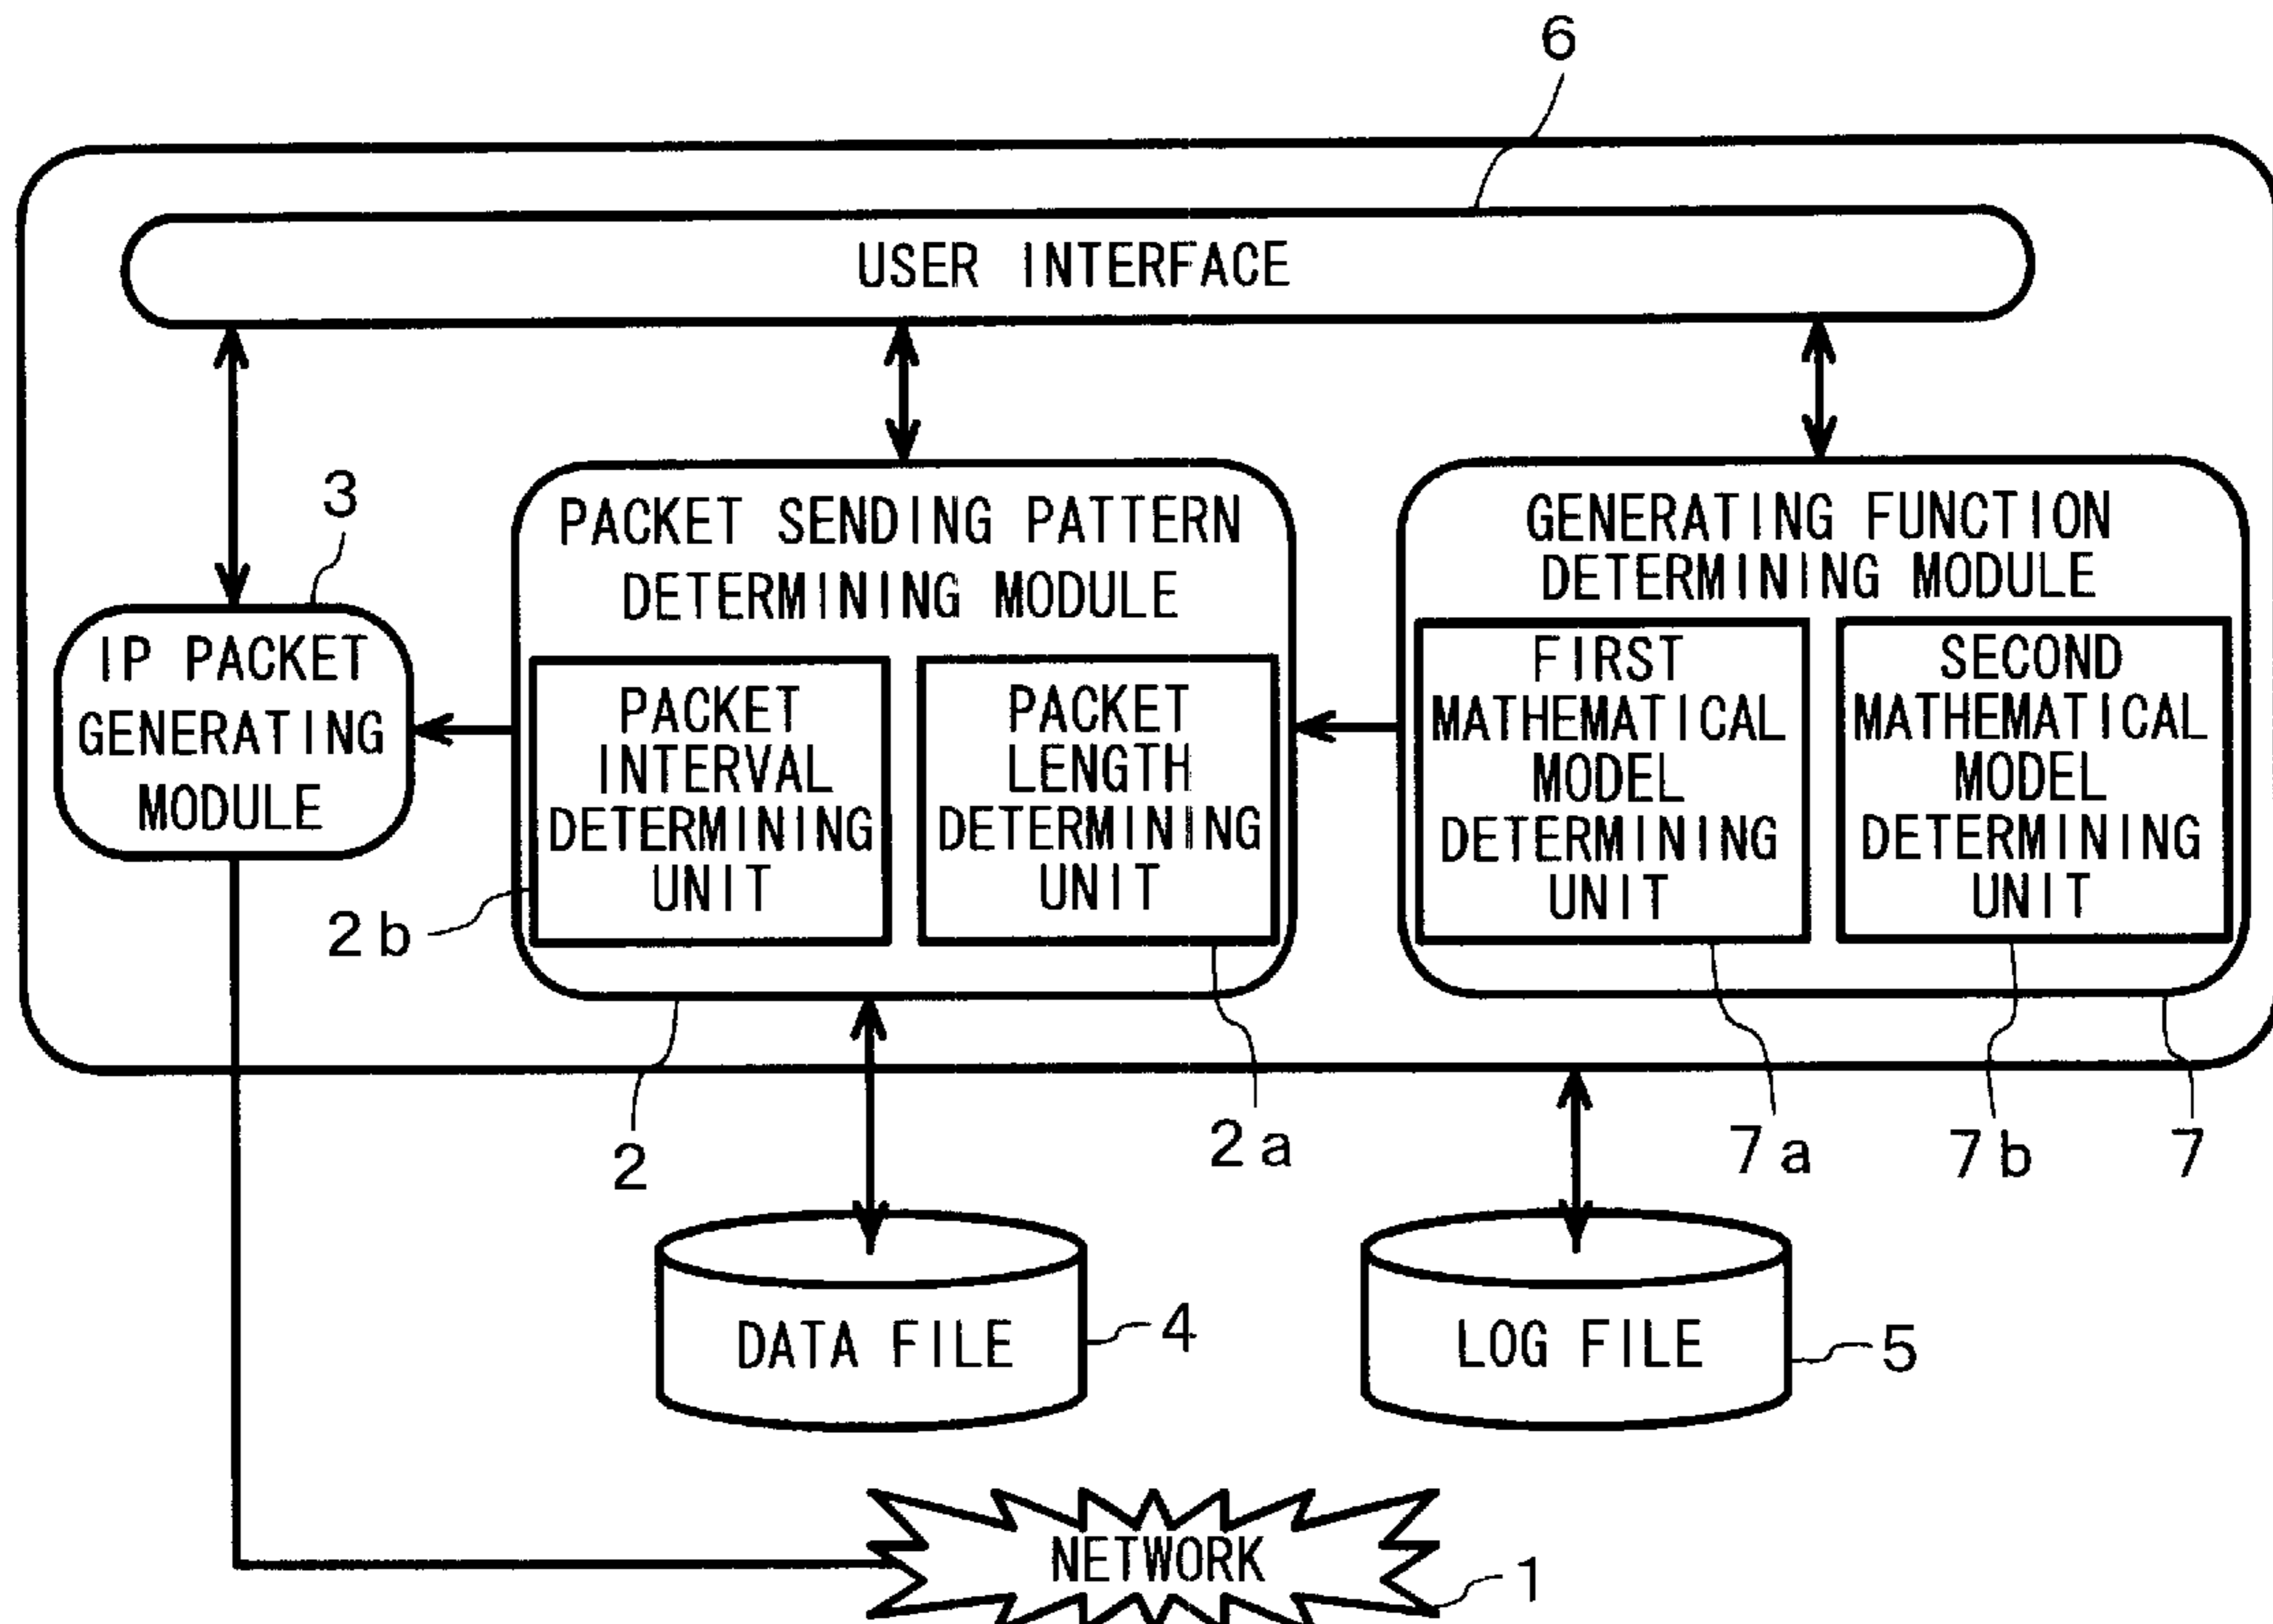 6
USER INTERFACE
3
IP PACKET
GENERATING
MODULE
PACKET SENDING PATTERN
DETERMINING MODULE
PACKET
INTERVAL
DETERMINING
UNIT
PACKET
LENGTH
DETERMINING
UNIT
2b
GENERATING FUNCTION
DETERMINING MODULE
FIRST
MATHEMATICAL
MODEL
DETERMINING
UNIT
SECOND
MATHEMATICAL
MODEL
DETERMINING
UNIT
2
2a
7a
7b
7
DATA FILE
4
LOG FILE
5
NETWORK
1